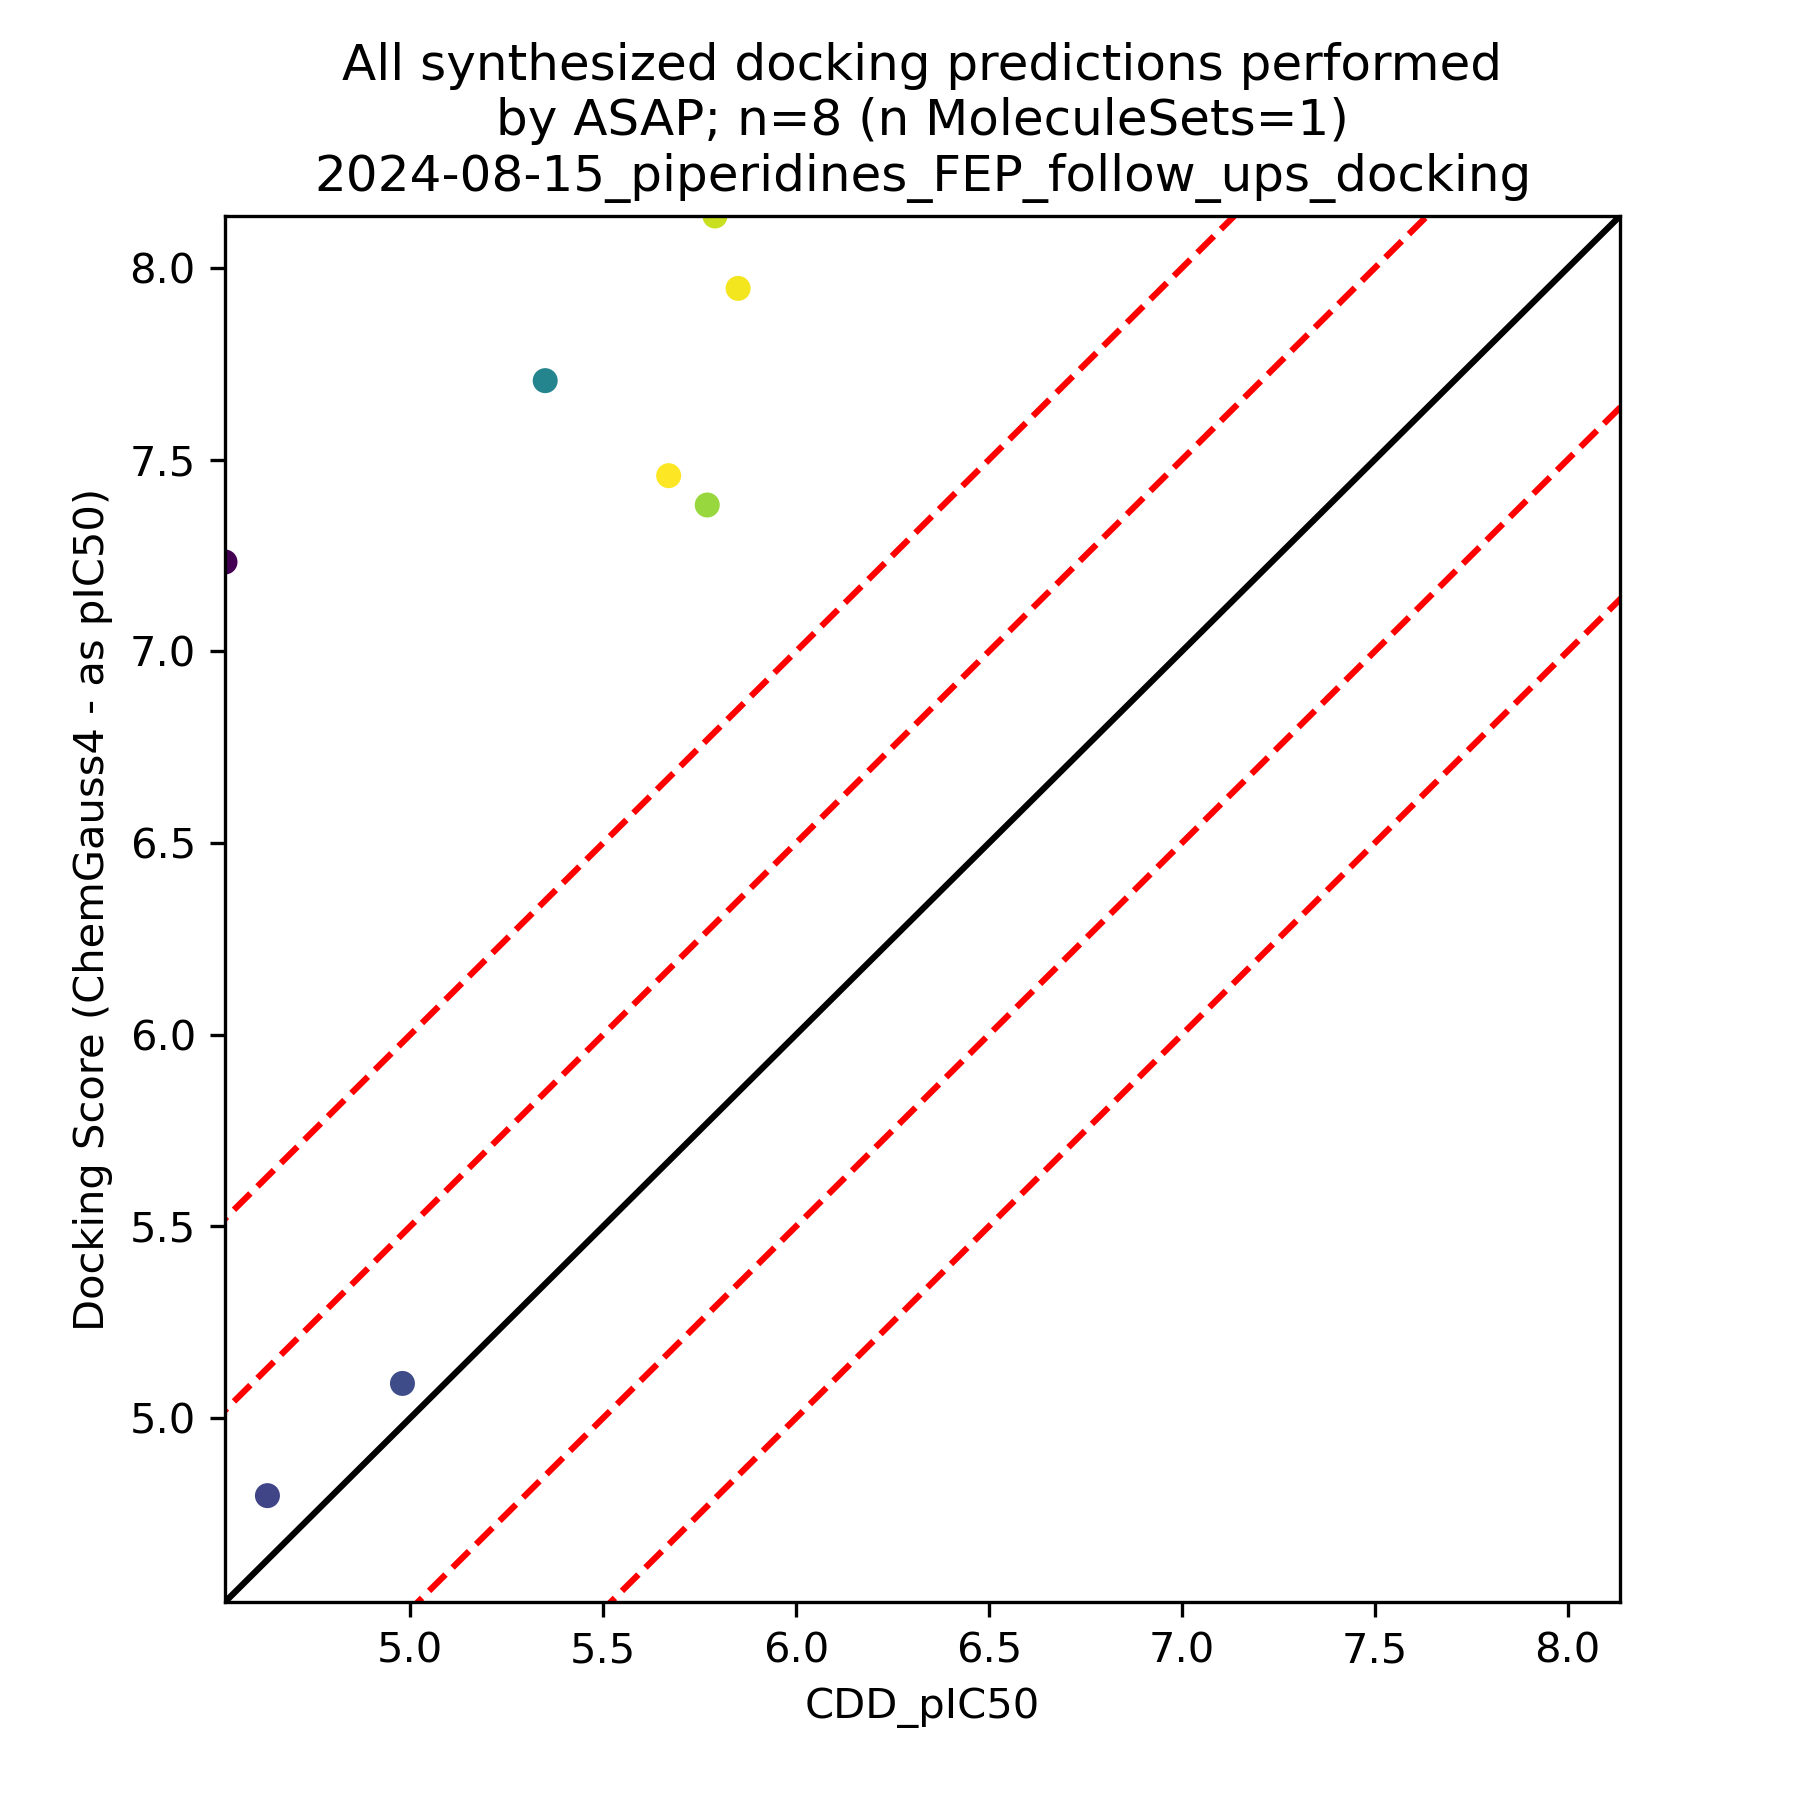 All synthesized docking predictions performed
by ASAP; n=8 (n MoleculeSets=1)
2024-08-15_piperidines_FEP_follow_ups_docking
8.0
7.5
7.0
6.5
6.0
5.5
5.0
Docking Score (ChemGauss4 - as pIC50)
5.0 5.5 6.0 6.5 7.0 7.5 8.0
CDD_pIC50